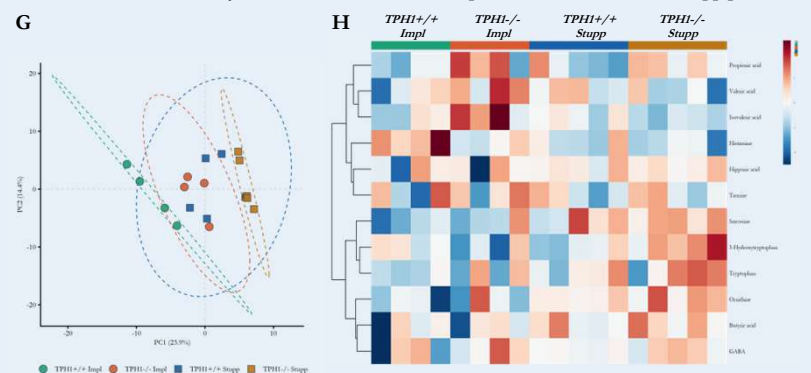 G
20
10
0
-10
-20
PC2 (14.4%)
-20
-10
0
10
PC1 (23.9%)
TPH1+/+ Impl
TPH1-/- Impl
TPH1+/+ Stupp
TPH1-/- Stupp
H
TPH1+/+
Impl
TPH1-/-
Impl
TPH1+/+
Stupp
TPH1-/-
Stupp
Propionic acid
Valeric acid
Isovaleric acid
Histamine
Hippuric acid
Taurine
Sarcosine
5-Hydroxytryptophan
Tryptophan
Ornithine
Butyric acid
GABA